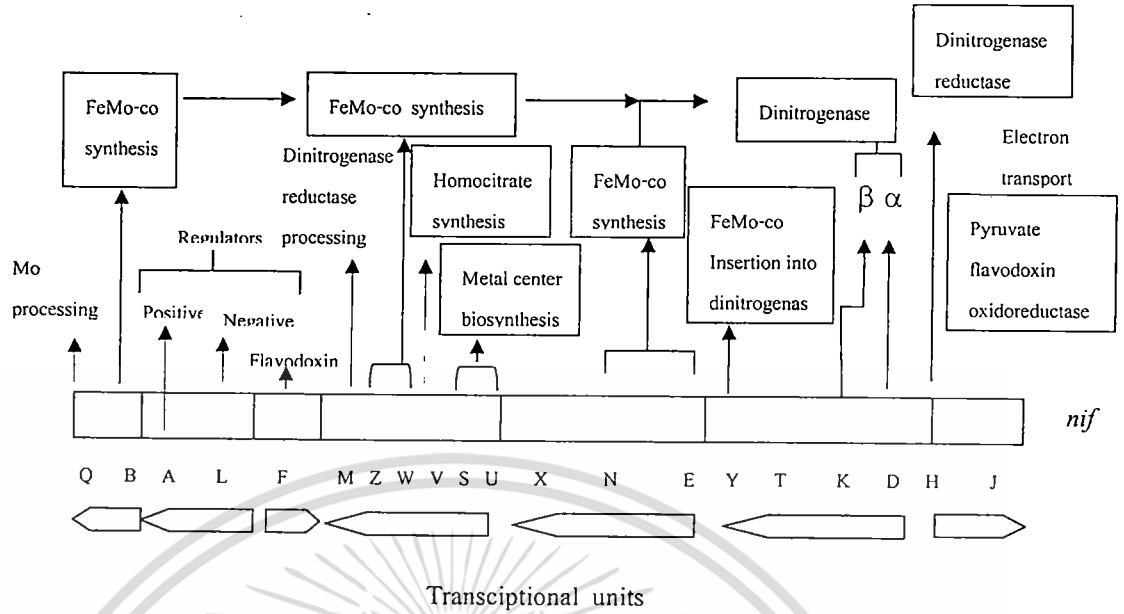 Dinitrogenase
reductase
FeMo-co
synthesis
FeMo-co synthesis
Dinitrogenase
Dinitrogenase
reductase
processing
Homocitrate
synthesis
FeMo-co
synthesis
FeMo-co
Insertion into
dinitrogenas
β α
Electron
transport
Pyruvate
flavodoxin
oxidoreductase
Mo
processing
Regulators
Positive
Negative
Flavodoxin
Metal center
biosynthesis
nif
Q B A L F M Z W V S U X N E Y T K D H J
Transciptional units